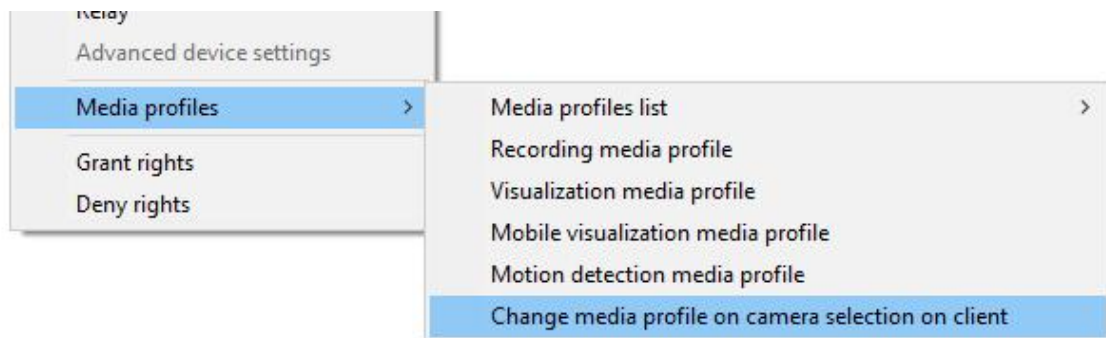 Relay
Advanced device settings
Media profiles >
Grant rights
Deny rights
Media profiles list >
Recording media profile
Visualization media profile
Mobile visualization media profile
Motion detection media profile
Change media profile on camera selection on client